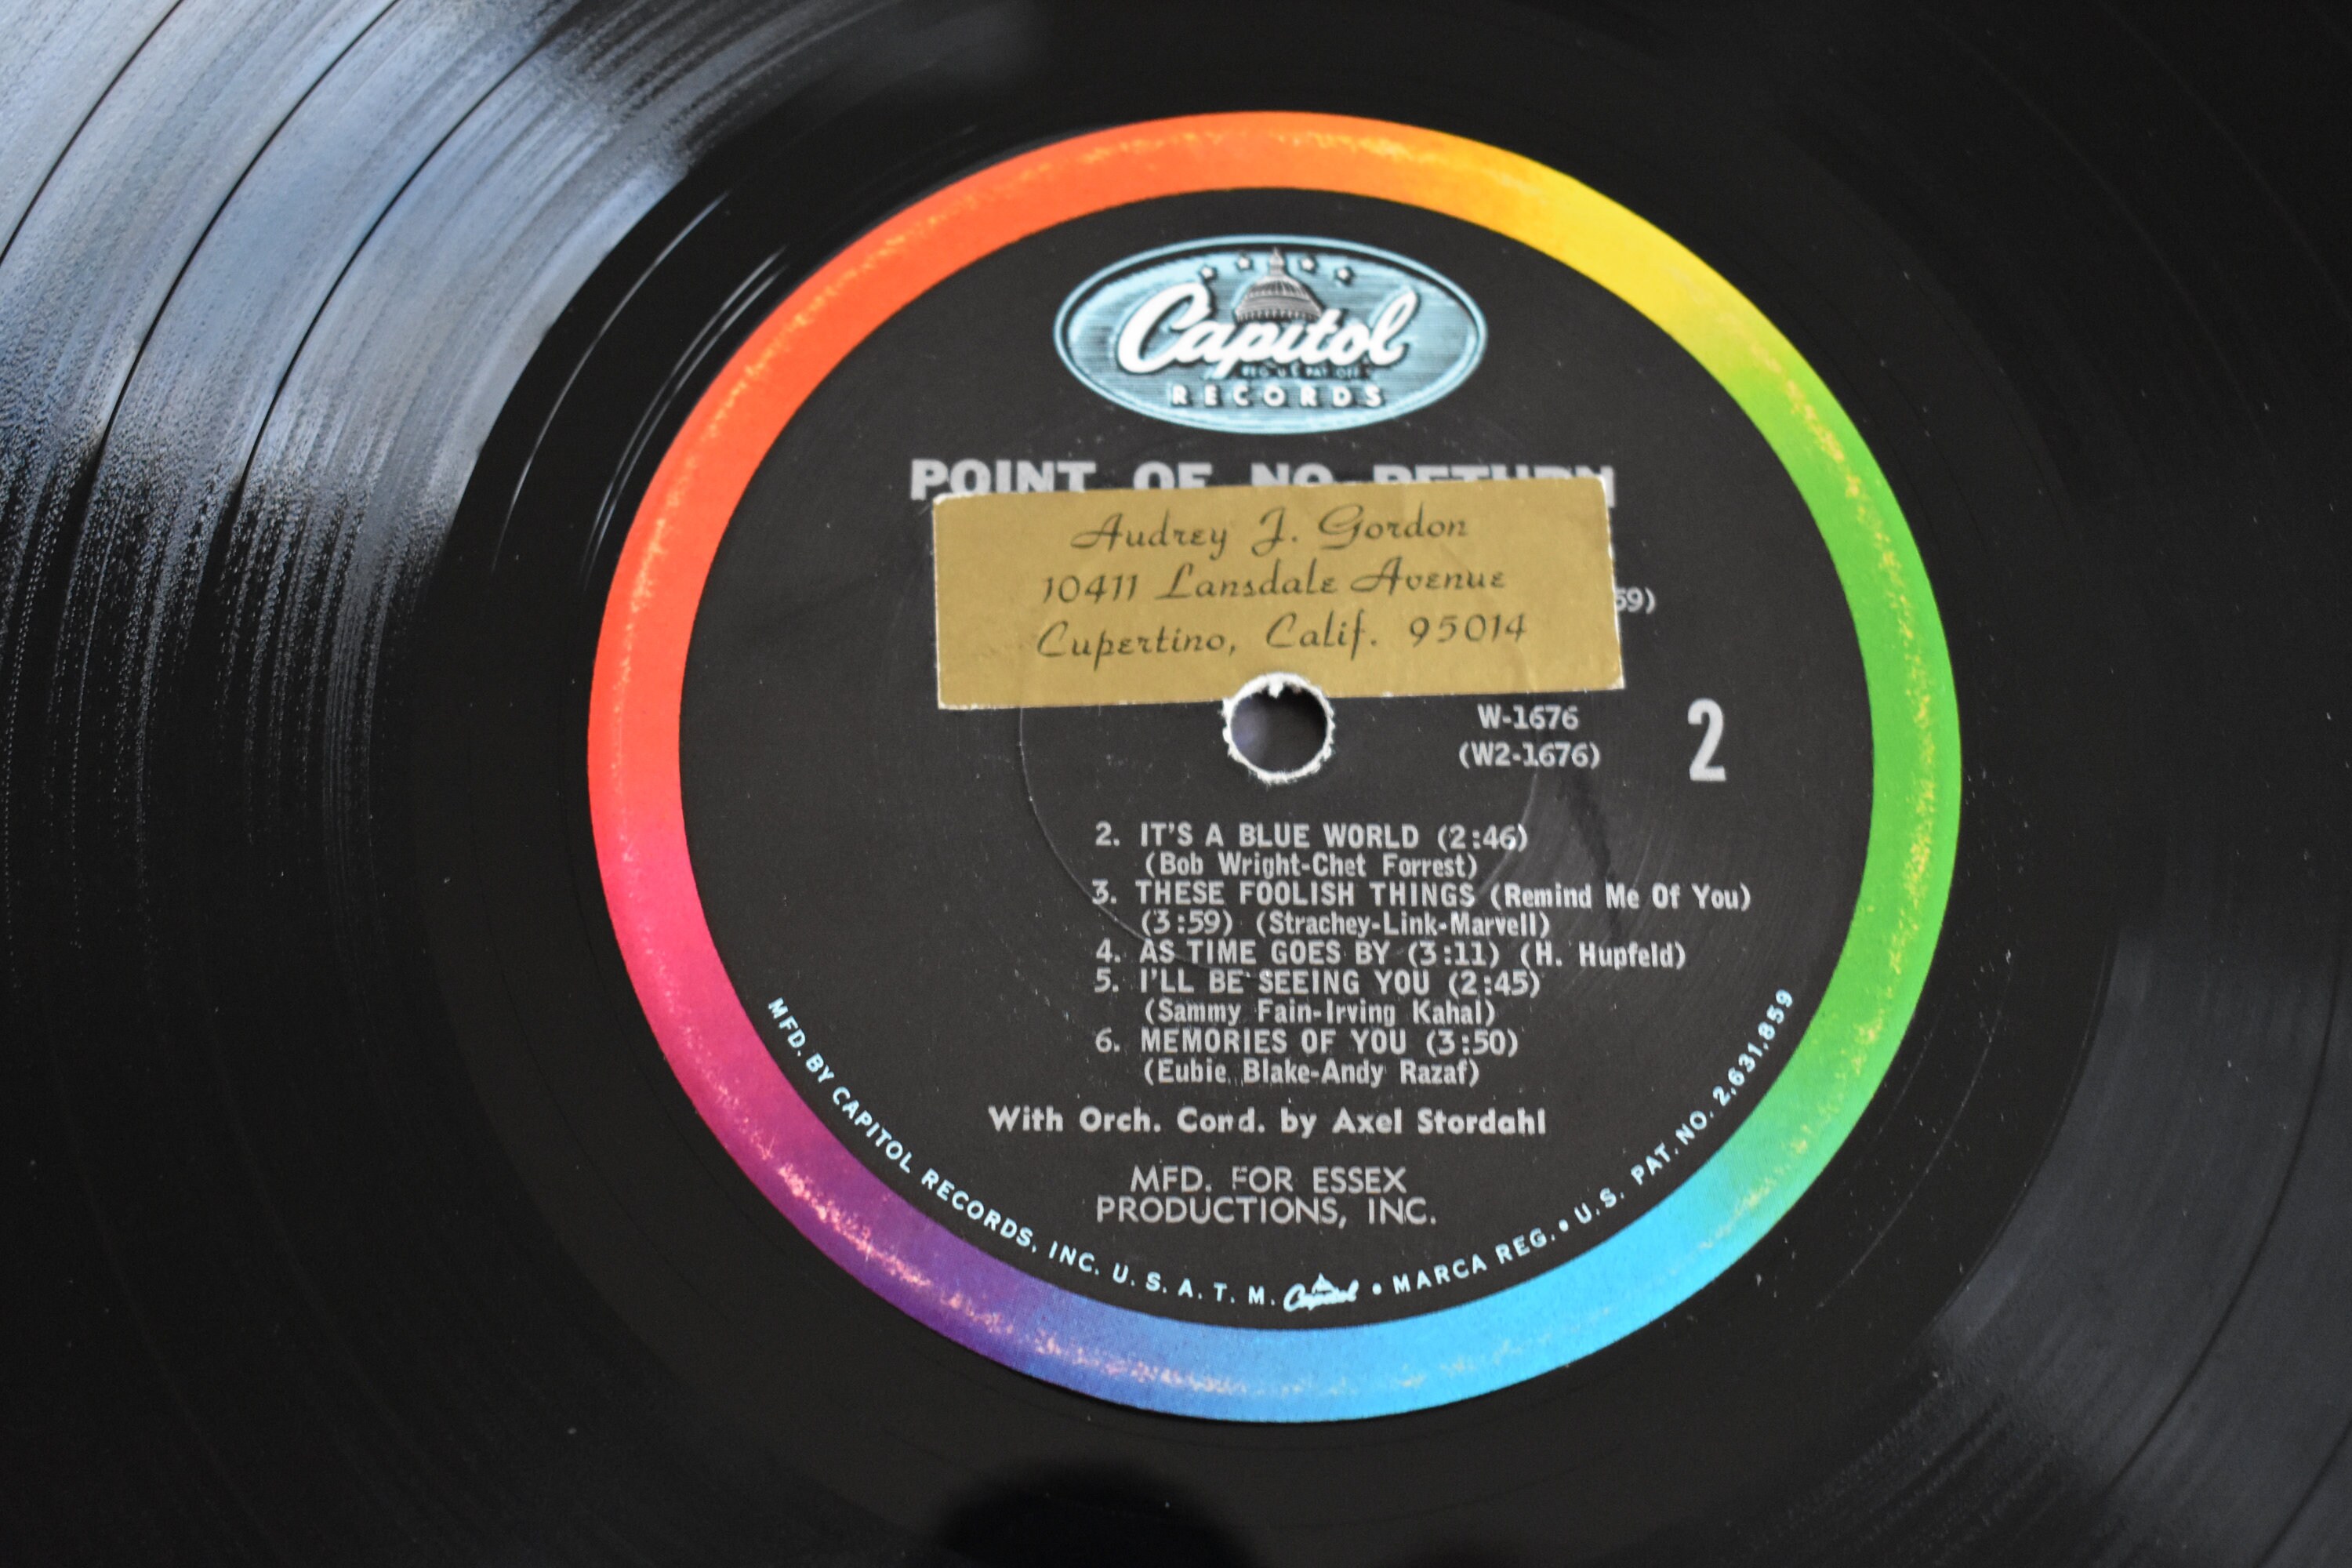 Capitol
REG. U.S. PAT. OFF.
RECORDS
POINT OF NO RETURN
Audrey J. Gordon
10411 Lansdale Avenue
Cupertino, Calif. 95014
59)
W-1676
(W2-1676)
2
2. IT'S A BLUE WORLD (2:46)
(Bob Wright-Chet Forrest)
3. THESE FOOLISH THINGS (Remind Me Of You)
(3:59) (Strachey-Link-Marvell)
4. AS TIME GOES BY (3:11) (H. Hupfeld)
5. I'LL BE SEEING YOU (2:45)
(Sammy Fain-Irving Kahal)
6. MEMORIES OF YOU (3:50)
(Eubie Blake-Andy Razaf)
With Orch. Cond. by Axel Stordahl
MFD. FOR ESSEX
PRODUCTIONS, INC.
MFD. BY CAPITOL RECORDS, INC. U. S. A. T. M. Capitol • MARCA REG. • U.S. PAT. NO. 2,631,859